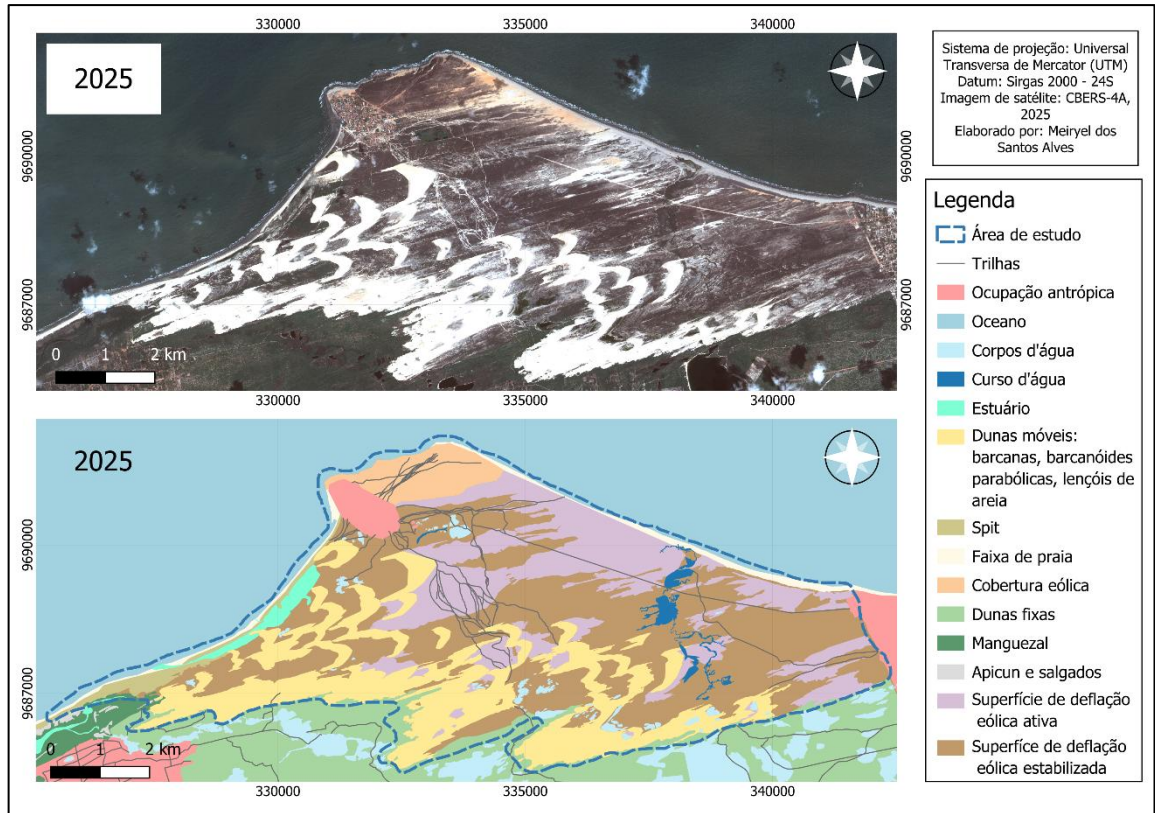 330000
335000
340000
2025
9690000
9690000
9687000
9687000
0 1 2 km
Sistema de projeção: Universal
Transversa de Mercator (UTM)
Datum: Sirgas 2000 - 24S
Imagem de satélite: CBERS-4A,
2025
Elaborado por: Meiryel dos
Santos Alves
Legenda
Área de estudo
Trilhas
Ocupação antrópica
Oceano
Corpos d'água
Curso d'água
Estuário
Dunas móveis:
barcanas, barcanóides
parabólicas, lençóis de
areia
Spit
Faixa de praia
Cobertura eólica
Dunas fixas
Manguezal
Apicun e salgados
Superfície de deflação
eólica ativa
Superfíce de deflação
eólica estabilizada
330000
335000
340000
2025
9690000
9690000
9687000
9687000
0 1 2 km
330000
335000
340000